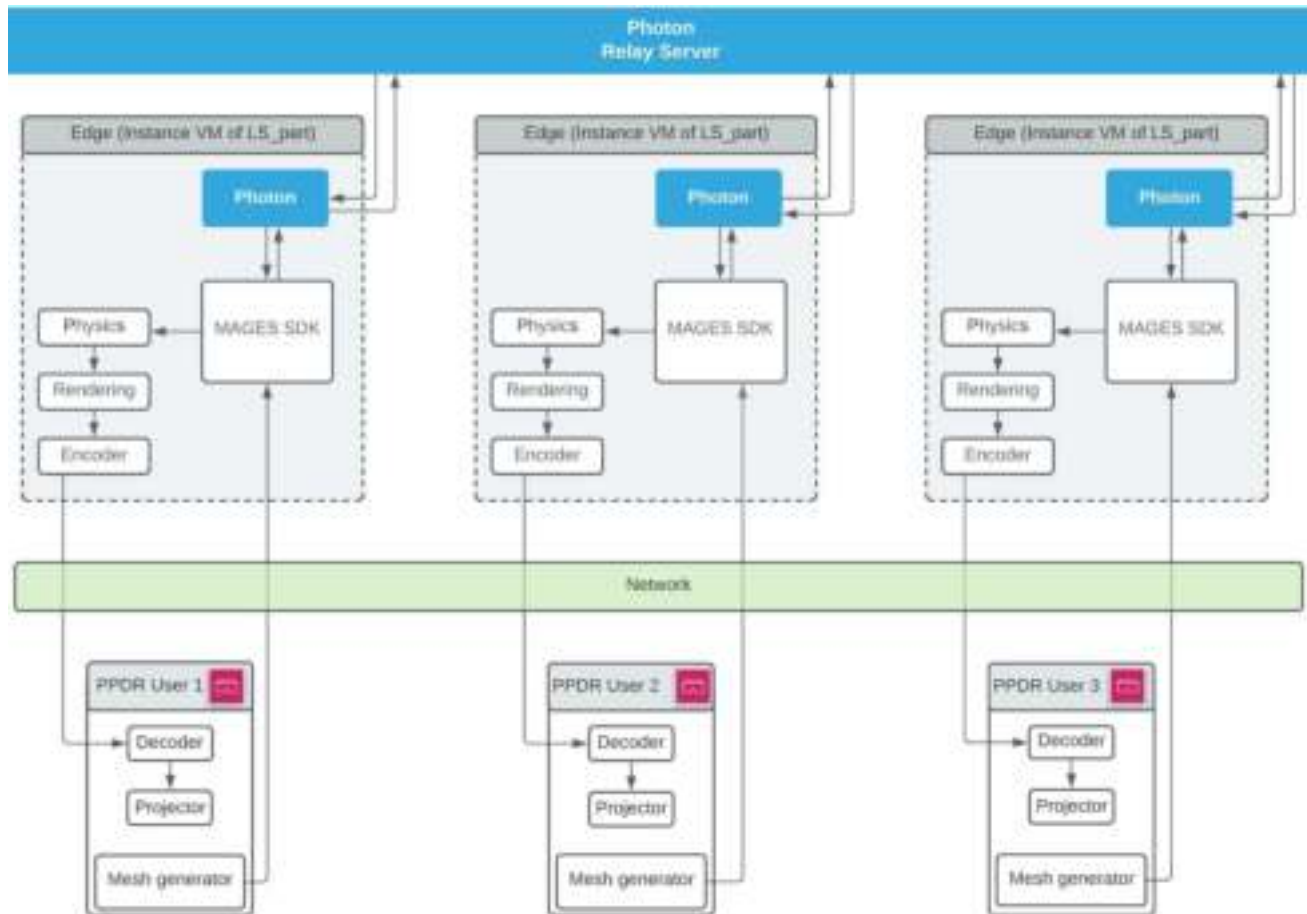 Photon
Relay Server
Edge (Instance VM of LS_part)
Edge (Instance VM of LS_part)
Edge (Instance VM of LS_part)
Photon
Photon
Photon
Physics
MAGES SDK
Physics
MAGES SDK
Physics
MAGES SDK
Rendering
Rendering
Rendering
Encoder
Encoder
Encoder
Network
PPDR User 1
PPDR User 2
PPDR User 3
Decoder
Decoder
Decoder
Projector
Projector
Projector
Mesh generator
Mesh generator
Mesh generator